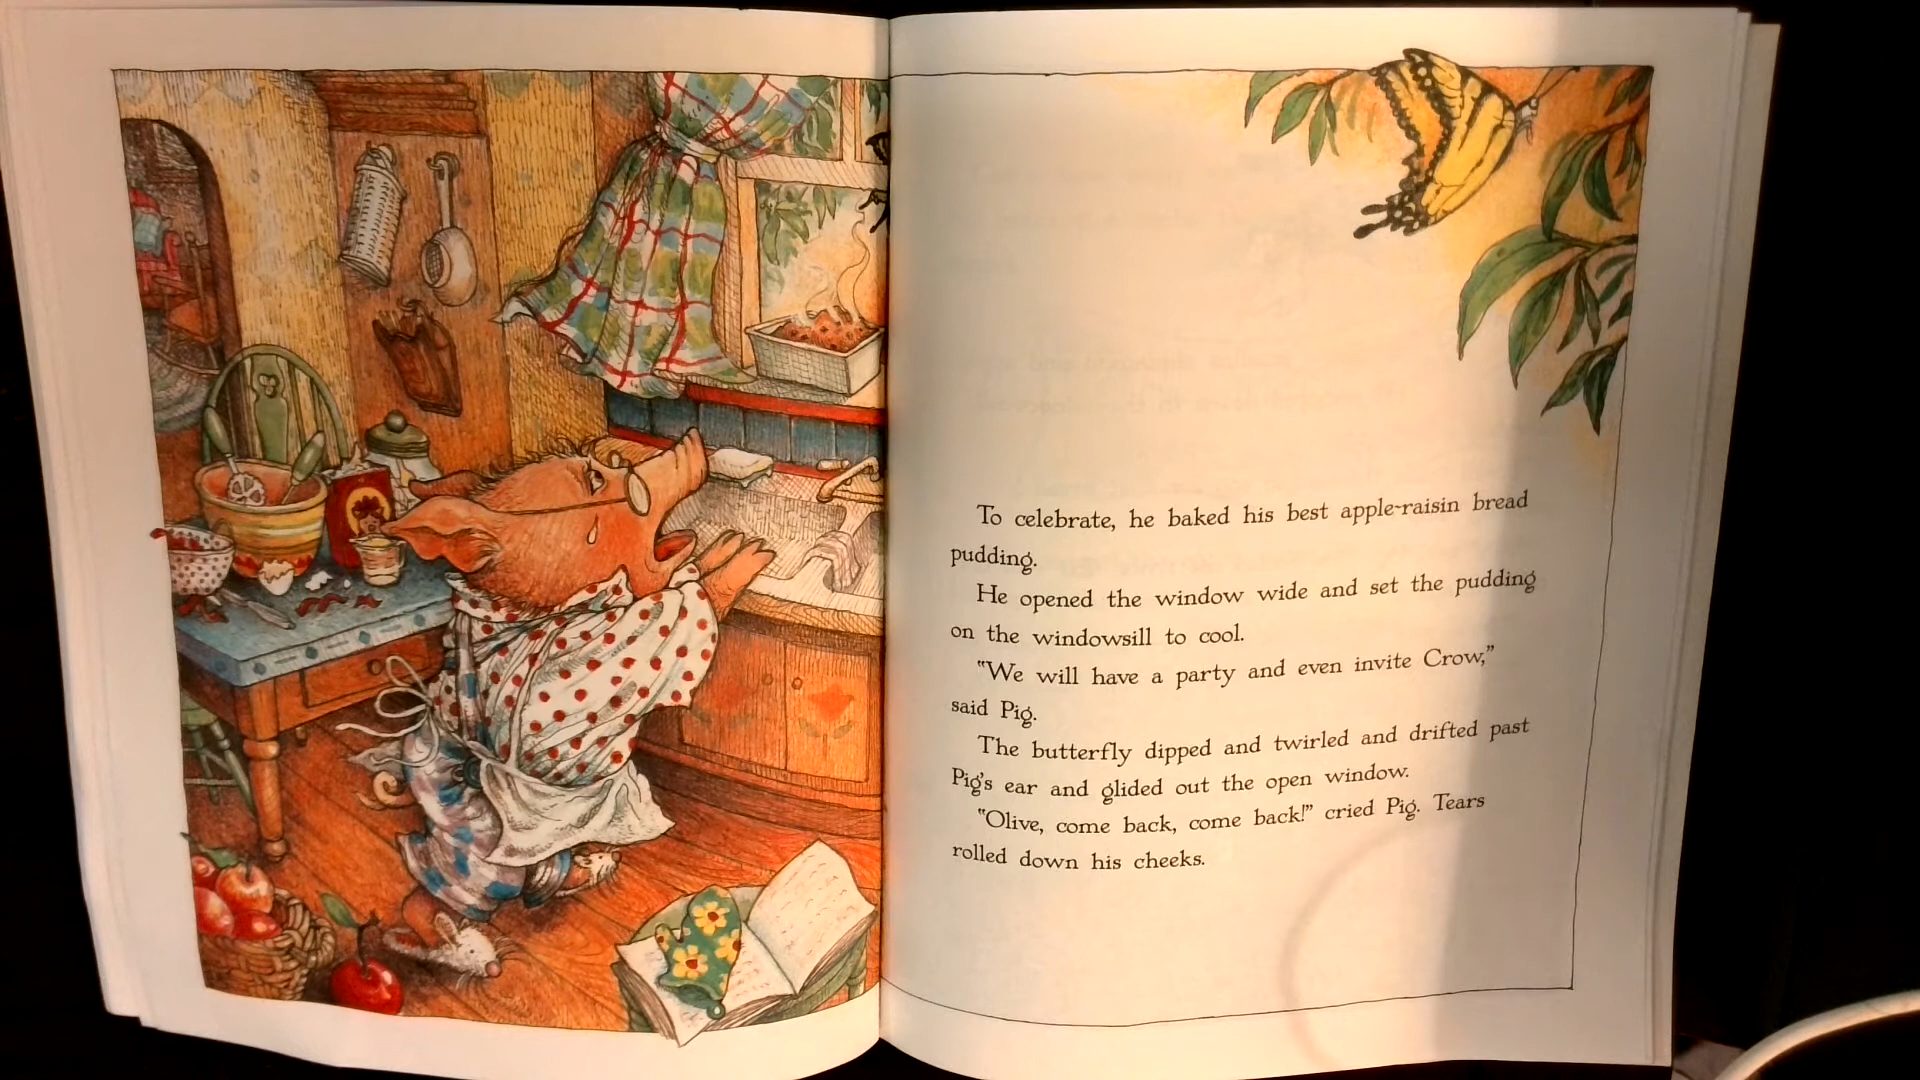 To celebrate, he baked his best apple-raisin bread
pudding.
He opened the window wide and set the pudding
on the windowsill to cool.
"We will have a party and even invite Crow,"
said Pig.
The butterfly dipped and twirled and drifted past
Pig's ear and glided out the open window.
"Olive, come back, come back!" cried Pig. Tears
rolled down his cheeks.